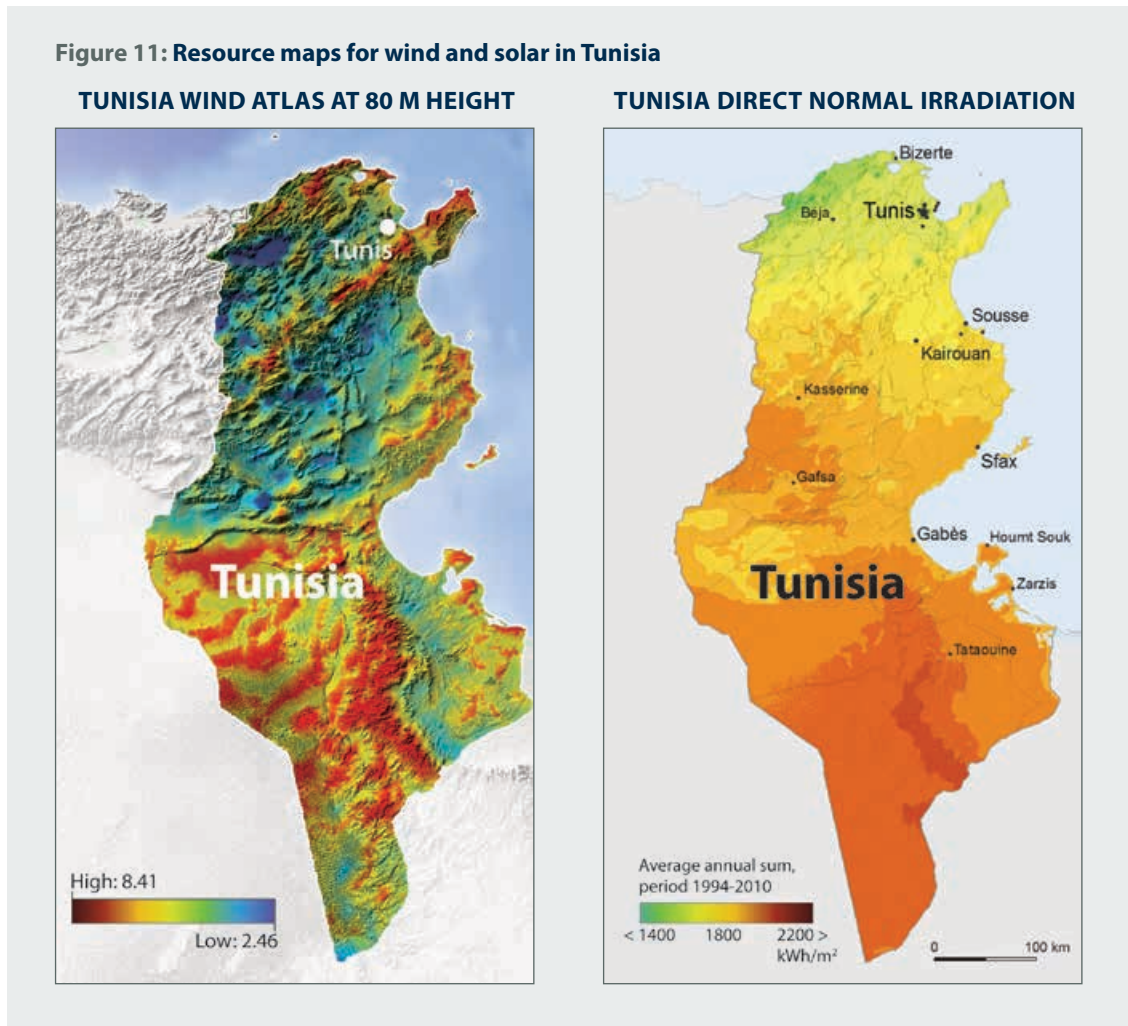 Figure 11: Resource maps for wind and solar in Tunisia
TUNISIA WIND ATLAS AT 80 M HEIGHT
Tunis
Tunisia
High: 8.41
Low: 2.46
TUNISIA DIRECT NORMAL IRRADIATION
Bizerte
Béja
Tunis
Sousse
Kairouan
Kasserine
Sfax
Gafsa
Gabès
Houmt Souk
Tunisia
Zarzis
Tataouine
Average annual sum,
period 1994-2010
< 1400 1800 2200 >
kWh/m²
0 100 km